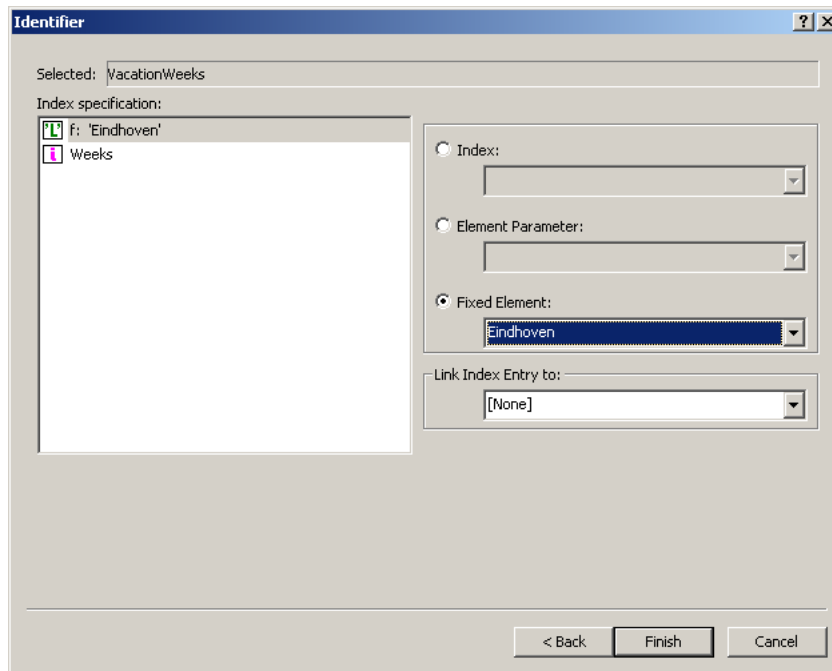 Identifier
Selected: VacationWeeks
Index specification:
'L' f: 'Eindhoven'
i Weeks
Index:
Element Parameter:
Fixed Element:
Eindhoven
Link Index Entry to:
[None]
< Back Finish Cancel